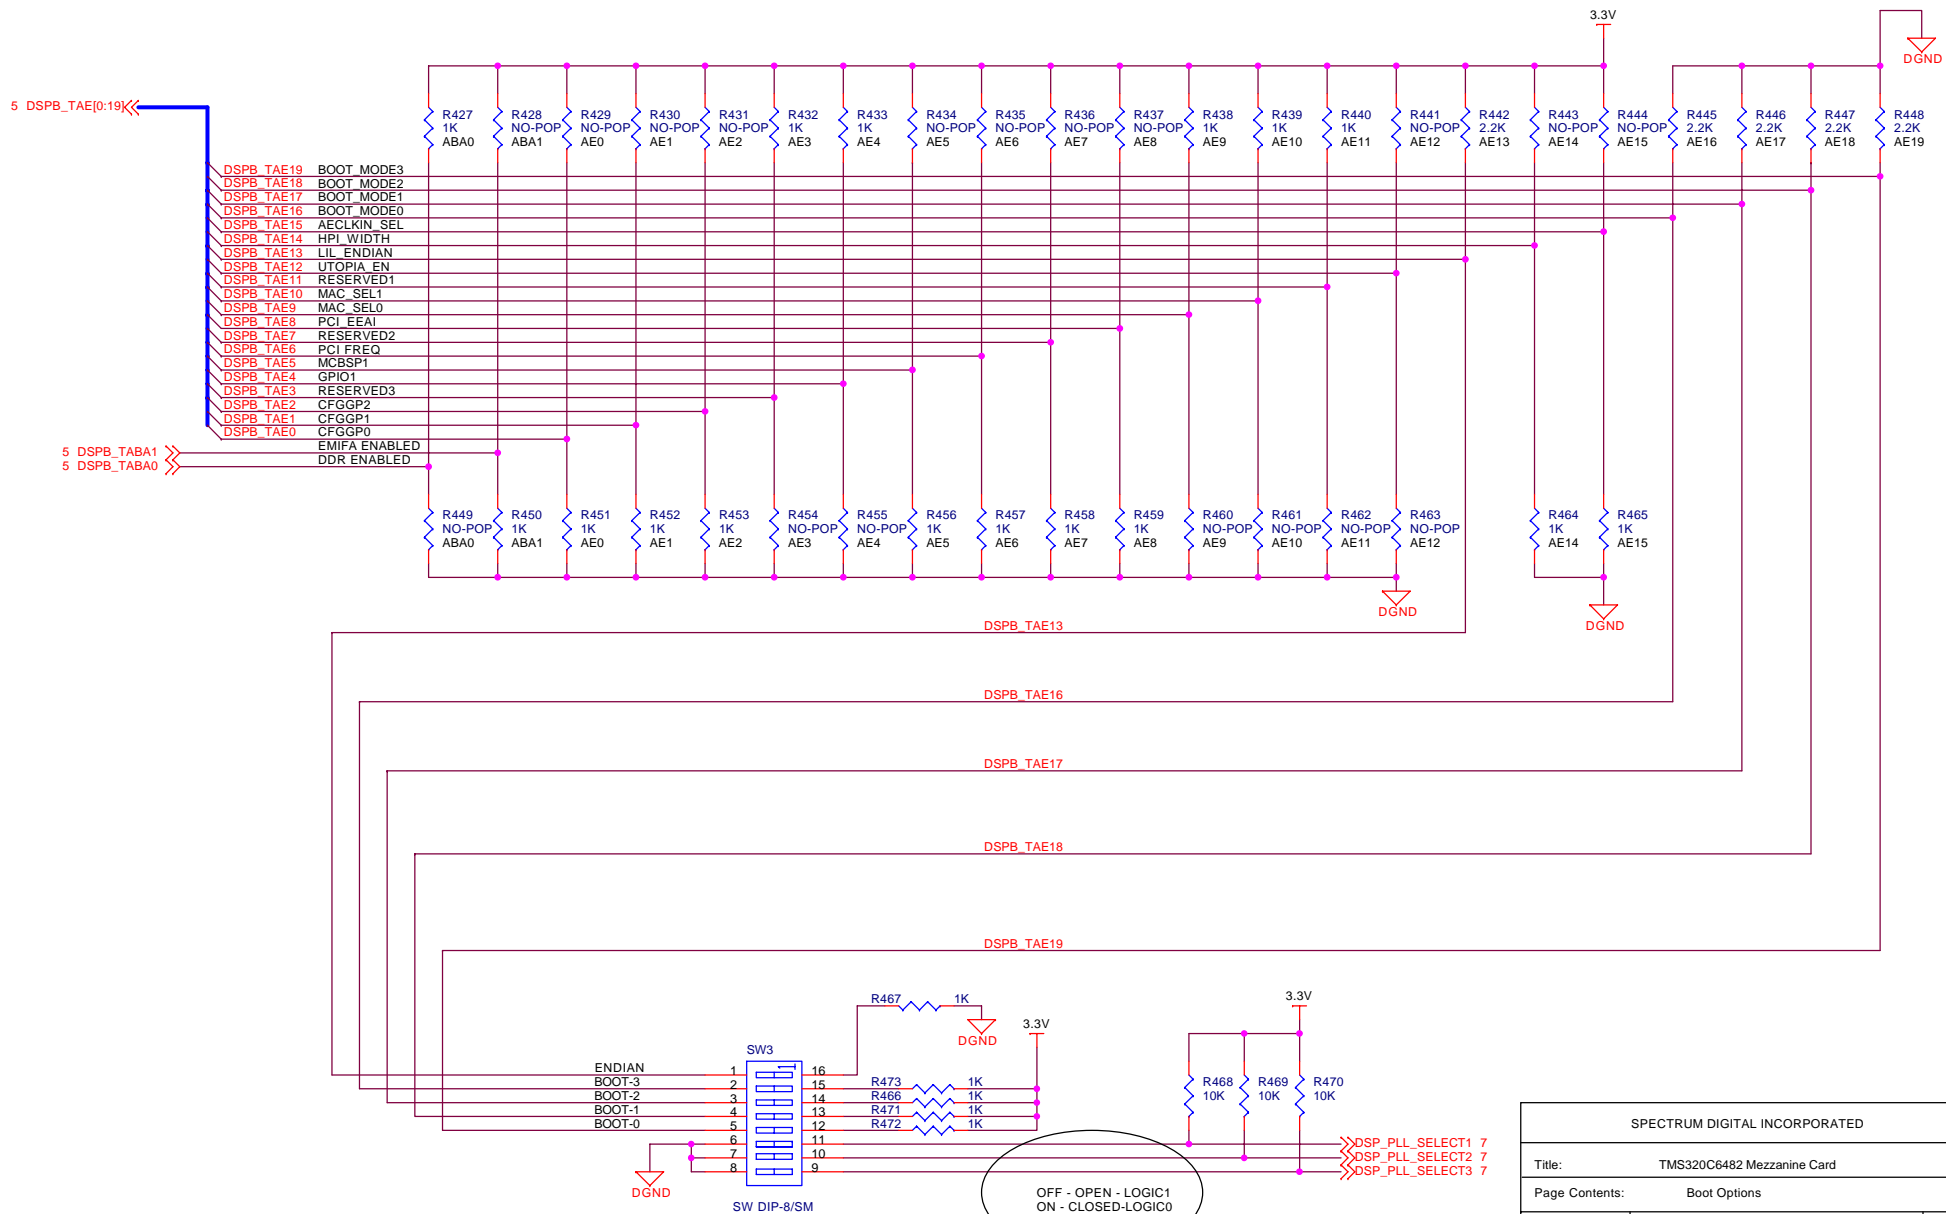 3.3V
DGND
5 DSPB_TAE[0:19]
R427 1K ABA0
R428 NO-POP ABA1
R429 NO-POP AE0
R430 NO-POP AE1
R431 NO-POP AE2
R432 1K AE3
R433 1K AE4
R434 NO-POP AE5
R435 NO-POP AE6
R436 NO-POP AE7
R437 NO-POP AE8
R438 1K AE9
R439 1K AE10
R440 1K AE11
R441 NO-POP AE12
R442 2.2K AE13
R443 NO-POP AE14
R444 NO-POP AE15
R445 2.2K AE16
R446 2.2K AE17
R447 2.2K AE18
R448 2.2K AE19
DSPB_TAE19 BOOT_MODE3
DSPB_TAE18 BOOT_MODE2
DSPB_TAE17 BOOT_MODE1
DSPB_TAE16 BOOT_MODE0
DSPB_TAE15 AECLKIN_SEL
DSPB_TAE14 HPI_WIDTH
DSPB_TAE13 LIL_ENDIAN
DSPB_TAE12 UTOPIA_EN
DSPB_TAE11 RESERVED1
DSPB_TAE10 MAC_SEL1
DSPB_TAE9 MAC_SEL0
DSPB_TAE8 PCI_EEAI
DSPB_TAE7 RESERVED2
DSPB_TAE6 PCI FREQ
DSPB_TAE5 MCBSP1
DSPB_TAE4 GPIO1
DSPB_TAE3 RESERVED3
DSPB_TAE2 CFGGP2
DSPB_TAE1 CFGGP1
DSPB_TAE0 CFGGP0
5 DSPB_TABA1 EMIFA ENABLED
5 DSPB_TABA0 DDR ENABLED
R449 NO-POP ABA0
R450 1K ABA1
R451 1K AE0
R452 1K AE1
R453 1K AE2
R454 NO-POP AE3
R455 NO-POP AE4
R456 1K AE5
R457 1K AE6
R458 1K AE7
R459 1K AE8
R460 NO-POP AE9
R461 NO-POP AE10
R462 NO-POP AE11
R463 NO-POP AE12
R464 1K AE14
R465 1K AE15
DGND
DGND
DSPB_TAE13
DSPB_TAE16
DSPB_TAE17
DSPB_TAE18
DSPB_TAE19
R467 1K
DGND
3.3V
3.3V
SW3
ENDIAN 1 16
BOOT-3 2 15 R473 1K
BOOT-2 3 14 R466 1K
BOOT-1 4 13 R471 1K
BOOT-0 5 12 R472 1K
6 11
7 10
8 9
1
R468 10K
R469 10K
R470 10K
DSP_PLL_SELECT1 7
DSP_PLL_SELECT2 7
DSP_PLL_SELECT3 7
DGND
SW DIP-8/SM
OFF - OPEN - LOGIC1
ON - CLOSED-LOGIC0
SPECTRUM DIGITAL INCORPORATED
Title: TMS320C6482 Mezzanine Card
Page Contents: Boot Options